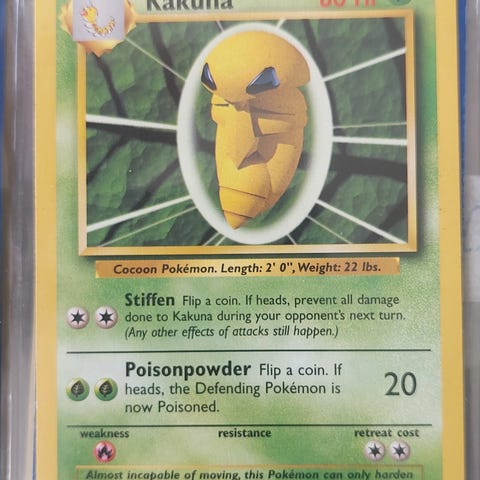 Kakuna 80 HP
Cocoon Pokémon. Length: 2' 0", Weight: 22 lbs.
Stiffen Flip a coin. If heads, prevent all damage
done to Kakuna during your opponent's next turn.
(Any other effects of attacks still happen.)
Poisonpowder Flip a coin. If
heads, the Defending Pokémon is
now Poisoned.
20
weakness resistance retreat cost
Almost incapable of moving, this Pokémon can only harden